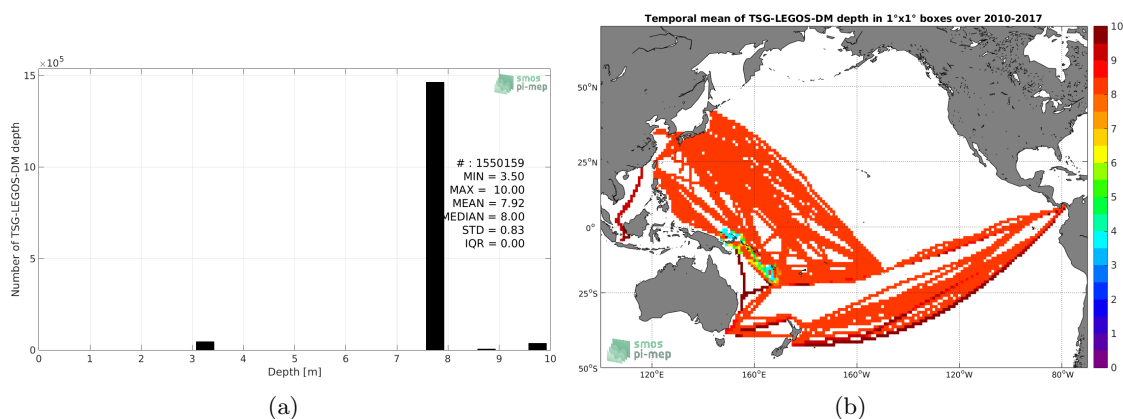 ×10⁵
15
10
5
0
Number of TSG-LEGOS-DM depth
smos
pi-mep
# : 1550159
MIN = 3.50
MAX = 10.00
MEAN = 7.92
MEDIAN = 8.00
STD = 0.83
IQR = 0.00
0 1 2 3 4 5 6 7 8 9 10
Depth [m]
(a)
Temporal mean of TSG-LEGOS-DM depth in 1°x1° boxes over 2010-2017
50°N
25°N
0°
25°S
50°S
smos
pi-mep
120°E 160°E 160°W 120°W 80°W
10
9
8
7
6
5
4
3
2
1
0
(b)